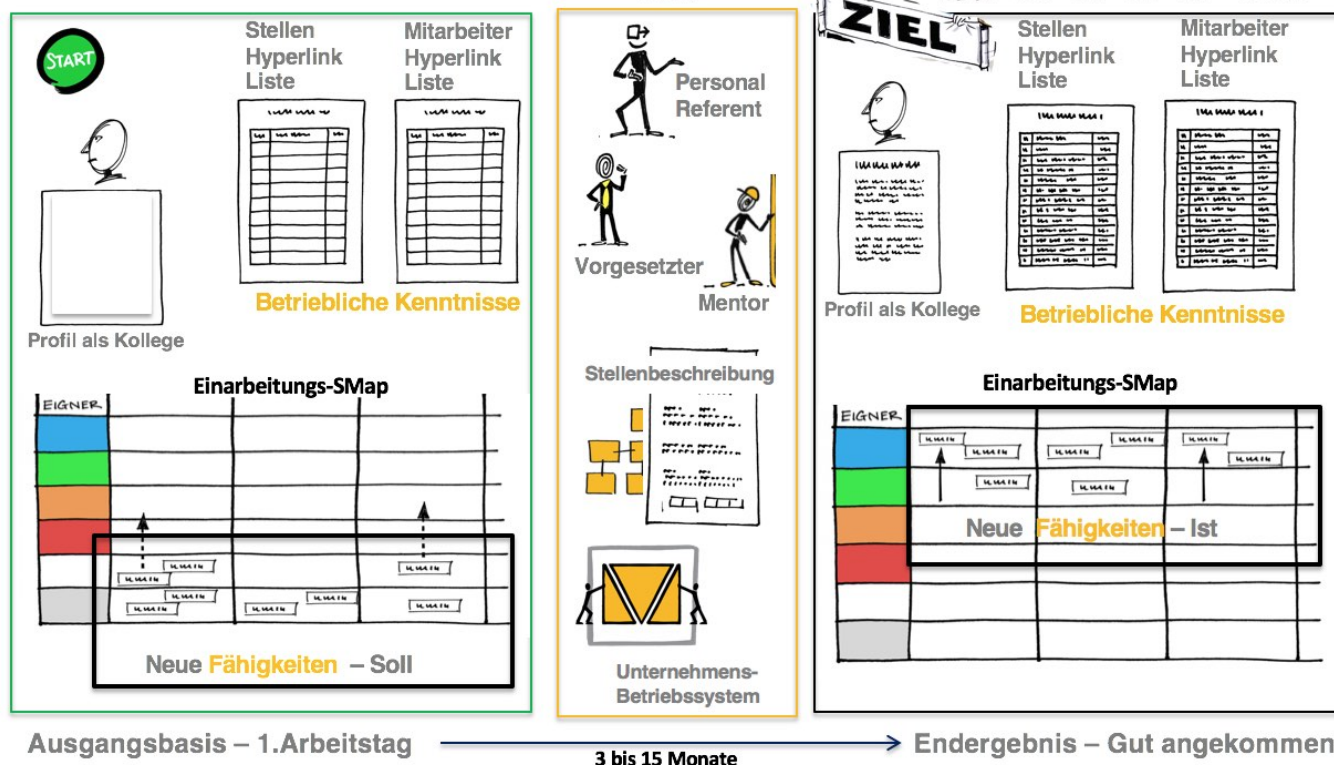 START
Stellen
Hyperlink
Liste
Mitarbeiter
Hyperlink
Liste
Betriebliche Kenntnisse
Profil als Kollege
Einarbeitungs-SMap
EIGNER
Neue Fähigkeiten – Soll
Personal
Referent
Vorgesetzter
Mentor
Stellenbeschreibung
Unternehmens-
Betriebssystem
ZIEL
Stellen
Hyperlink
Liste
Mitarbeiter
Hyperlink
Liste
Profil als Kollege
Betriebliche Kenntnisse
Einarbeitungs-SMap
EIGNER
Neue Fähigkeiten – Ist
Ausgangsbasis – 1.Arbeitstag
3 bis 15 Monate
Endergebnis – Gut angekommen